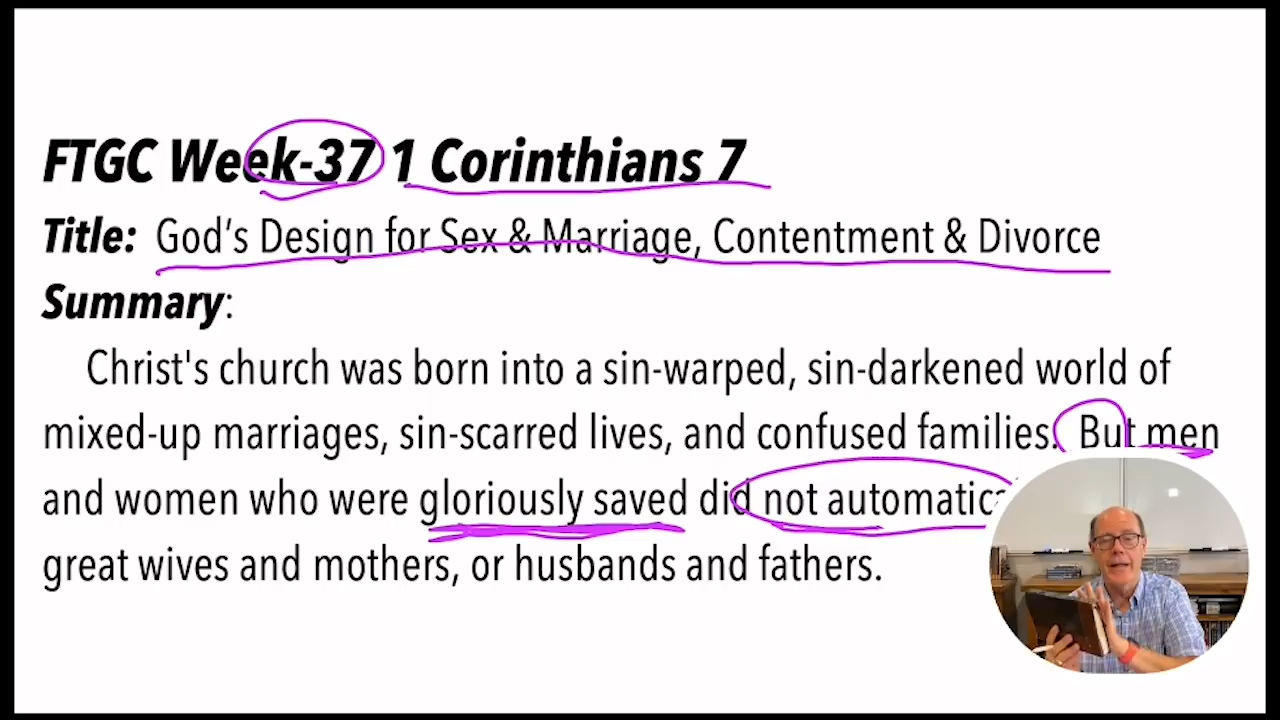 FTGC Week-37 1 Corinthians 7
Title: God's Design for Sex & Marriage, Contentment & Divorce
Summary:
Christ's church was born into a sin-warped, sin-darkened world of
mixed-up marriages, sin-scarred lives, and confused families. But men
and women who were gloriously saved did not
great wives and mothers, or husbands and fathers.